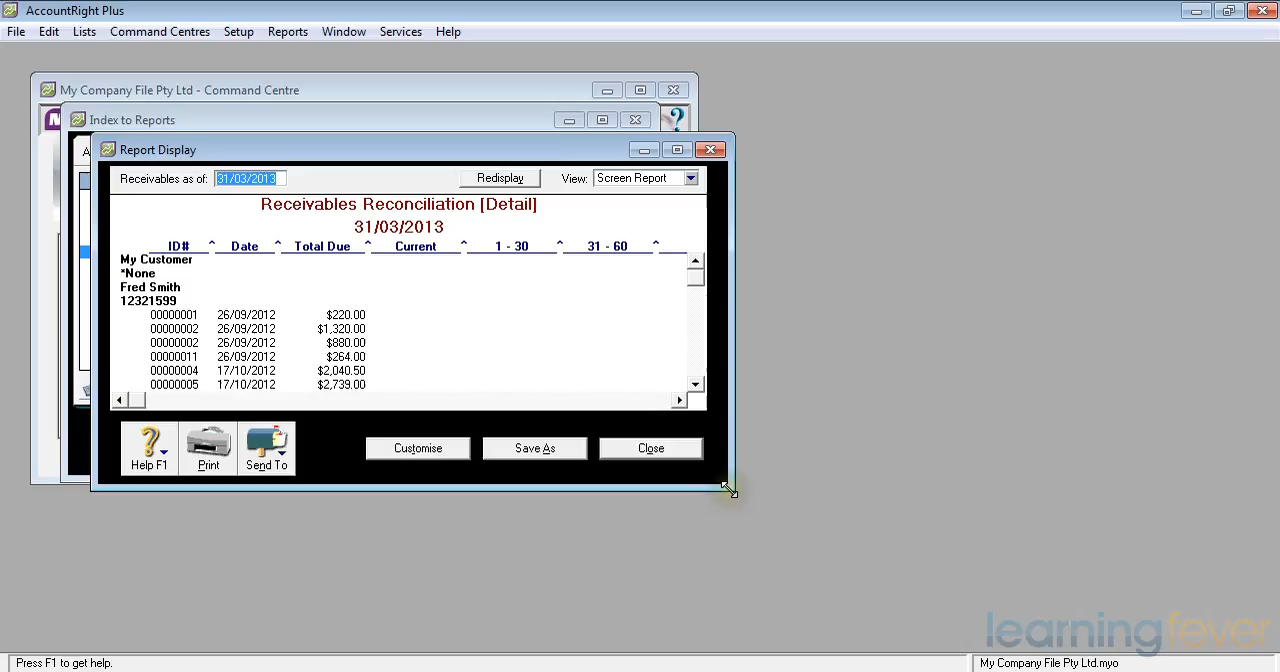 AccountRight Plus
File Edit Lists Command Centres Setup Reports Window Services Help
My Company File Pty Ltd - Command Centre
Index to Reports
Report Display
Receivables as of: 31/03/2013 Redisplay View: Screen Report
Receivables Reconciliation [Detail]
31/03/2013
ID# Date Total Due Current 1 - 30 31 - 60
My Customer
*None
Fred Smith
12321599
00000001 26/09/2012 $220.00
00000002 26/09/2012 $1,320.00
00000002 26/09/2012 $880.00
00000011 26/09/2012 $264.00
00000004 17/10/2012 $2,040.50
00000005 17/10/2012 $2,739.00
Help F1 Print Send To Customise Save As Close
learningfever
Press F1 to get help. My Company File Pty Ltd.myo